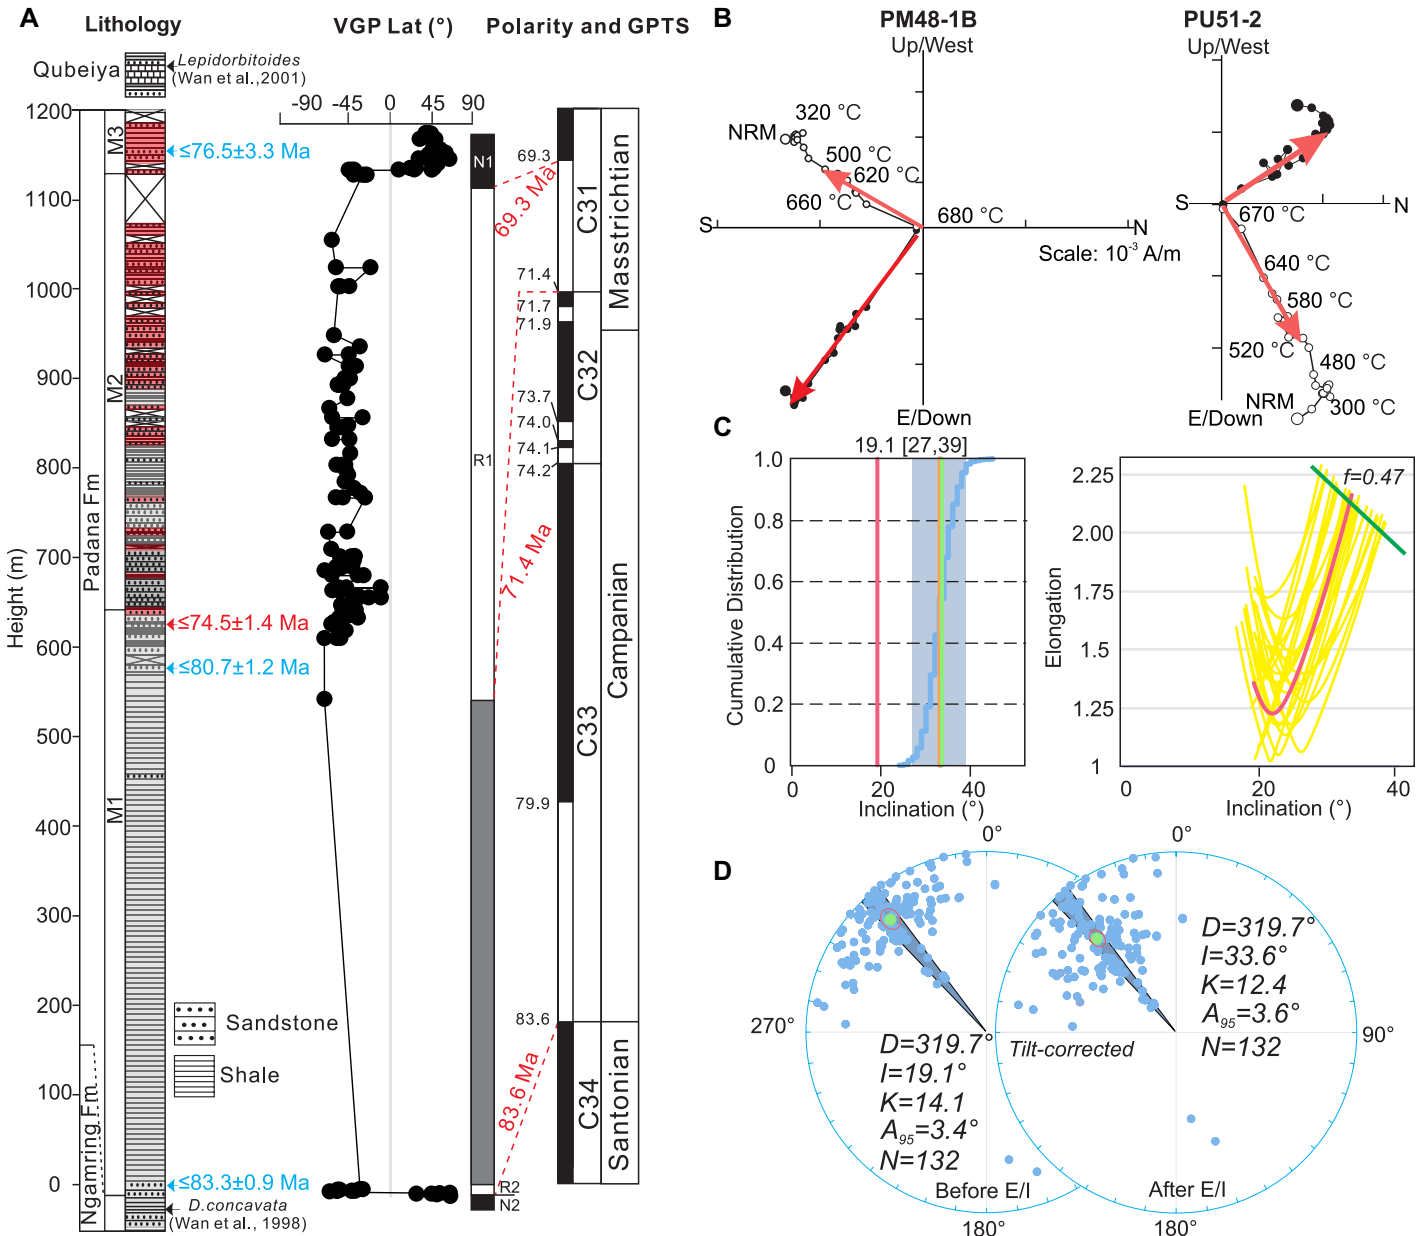 A
Lithology
VGP Lat (°)
Polarity and GPTS
Qubeiya
Lepidorbitoides
(Wan et al.,2001)
-90 -45 0 45 90
Height (m)
1200
1100
1000
900
800
700
600
500
400
300
200
100
0
Padana Fm
Ngamring Fm
M3
M2
M1
≤76.5±3.3 Ma
≤74.5±1.4 Ma
≤80.7±1.2 Ma
≤83.3±0.9 Ma
D.concavata
(Wan et al., 1998)
Sandstone
Shale
N1
R1
R2
N2
69.3 Ma
71.4 Ma
83.6 Ma
69.3
71.4
71.7
71.9
73.7
74.0
74.1
74.2
79.9
83.6
C31
C32
C33
C34
Masstrichtian
Campanian
Santonian
B
PM48-1B
Up/West
320 °C
NRM
500 °C
620 °C
660 °C
680 °C
S
N
Scale: 10-3 A/m
E/Down
PU51-2
Up/West
S
N
670 °C
640 °C
580 °C
520 °C
480 °C
NRM
300 °C
E/Down
C
19.1 [27,39]
Cumulative Distribution
1.0
0.8
0.6
0.4
0.2
0
0 20 40
Inclination (°)
f=0.47
Elongation
2.25
2.00
1.75
1.50
1.25
1
0 20 40
Inclination (°)
D
0°
0°
270°
90°
D=319.7°
I=19.1°
K=14.1
A95=3.4°
N=132
Before E/I
180°
Tilt-corrected
D=319.7°
I=33.6°
K=12.4
A95=3.6°
N=132
After E/I
180°